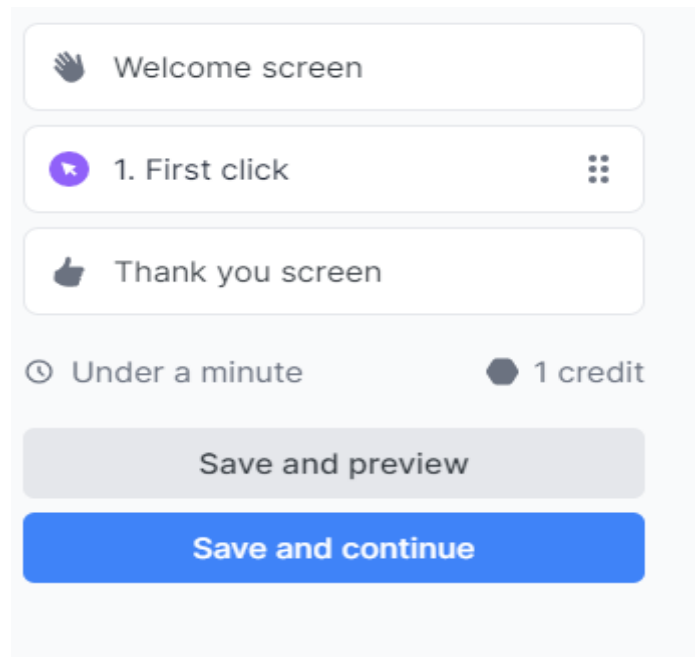 Welcome screen
1. First click
Thank you screen
Under a minute 1 credit
Save and preview
Save and continue